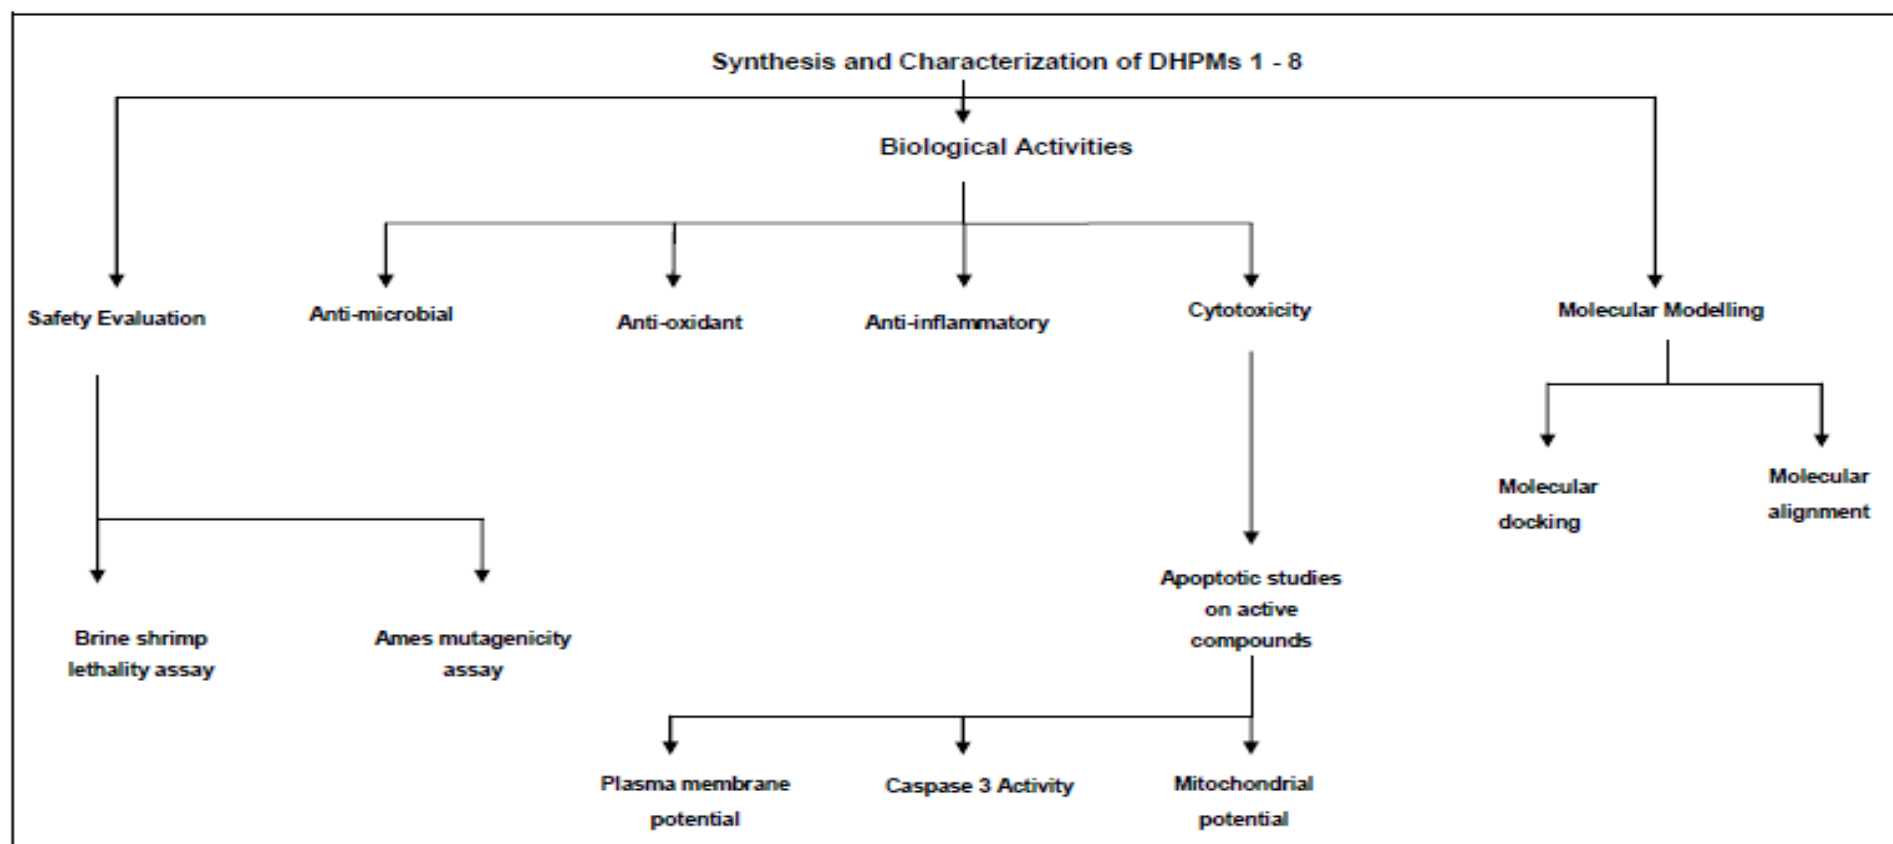 Synthesis and Characterization of DHPMs 1 - 8
Biological Activities
Safety Evaluation
Anti-microbial
Anti-oxidant
Anti-inflammatory
Cytotoxicity
Molecular Modelling
Molecular
docking
Molecular
alignment
Apoptotic studies
on active
compounds
Brine shrimp
lethality assay
Ames mutagenicity
assay
Plasma membrane
potential
Caspase 3 Activity
Mitochondrial
potential